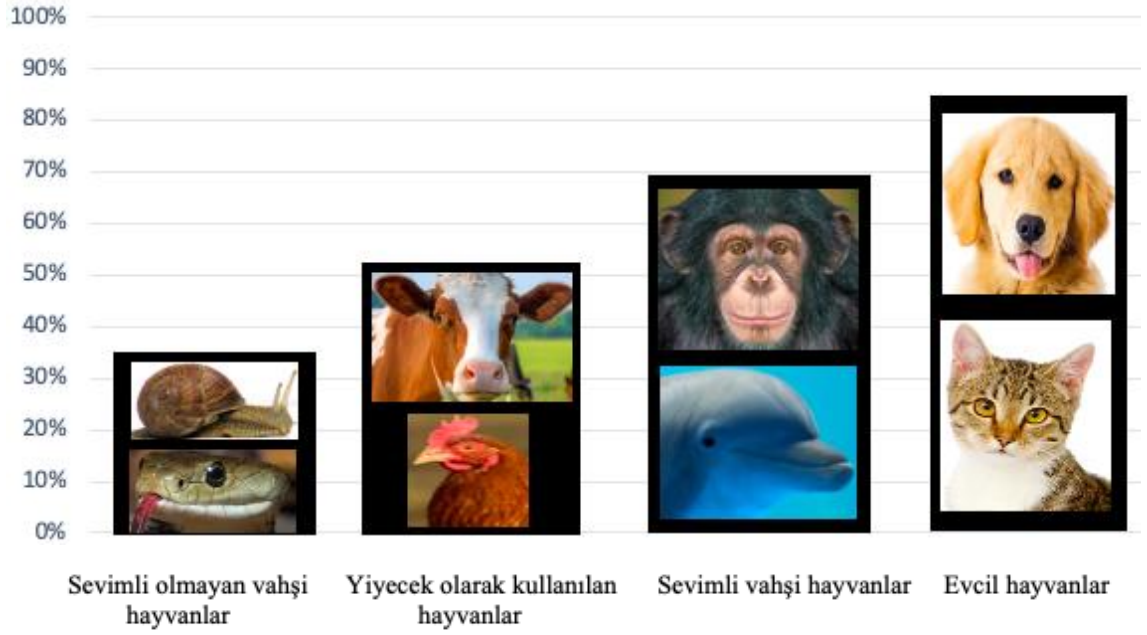 100%
90%
80%
70%
60%
50%
40%
30%
20%
10%
0%
Sevimli olmayan vahşi
hayvanlar
Yiyecek olarak kullanılan
hayvanlar
Sevimli vahşi hayvanlar
Evcil hayvanlar